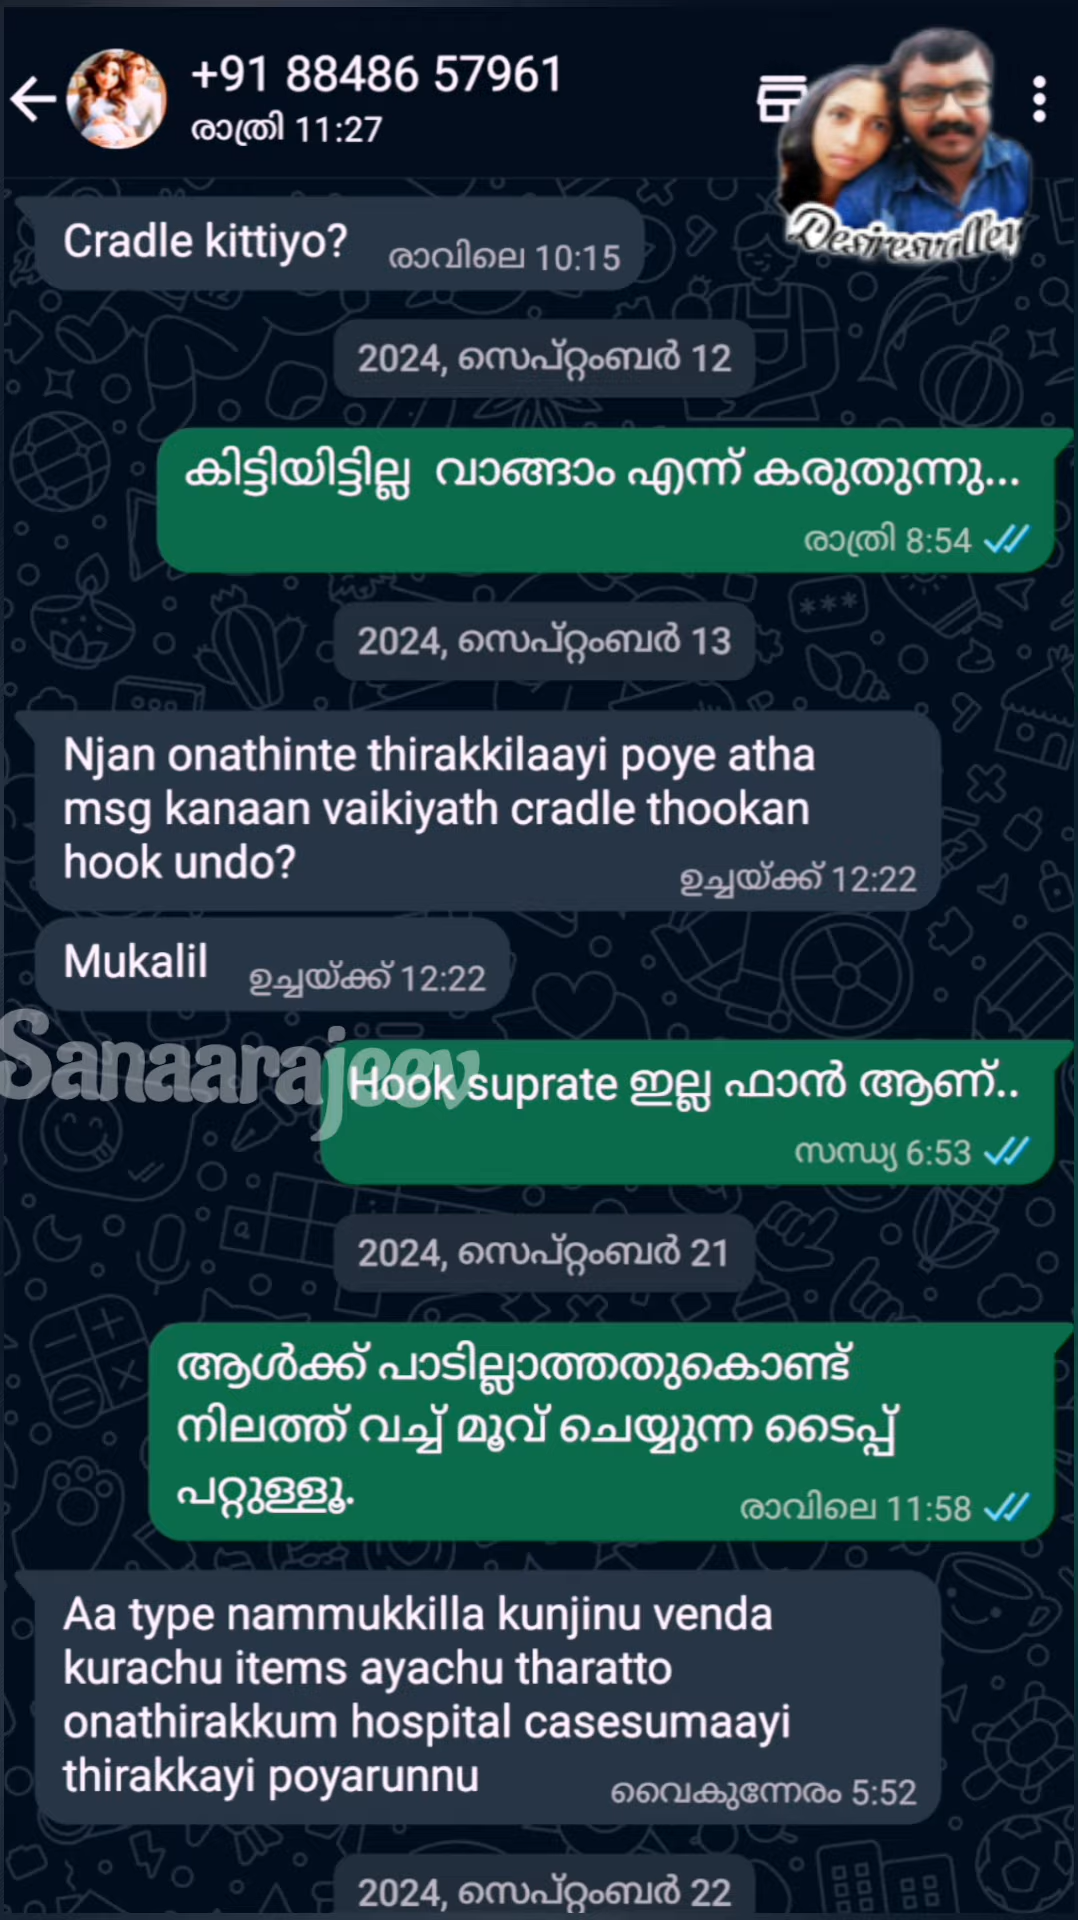 +91 88486 57961
രാത്രി 11:27
Desiresvalley
Cradle kittiyo?
രാവിലെ 10:15
2024, സെപ്റ്റംബർ 12
കിട്ടിയിട്ടില്ല വാങ്ങാം എന്ന് കരുതുന്നു...
രാത്രി 8:54
2024, സെപ്റ്റംബർ 13
Njan onathinte thirakkilaayi poye atha
msg kanaan vaikiyath cradle thookan
hook undo?
ഉച്ചയ്ക്ക് 12:22
Mukalil
ഉച്ചയ്ക്ക് 12:22
Sanaarajeev
Hook suprate ഇല്ല ഫാൻ ആണ്..
സന്ധ്യ 6:53
2024, സെപ്റ്റംബർ 21
ആൾക്ക് പാടില്ലാത്തതുകൊണ്ട്
നിലത്ത് വച്ച് മൂവ് ചെയ്യുന്ന ടൈപ്പ്
പറ്റുള്ളൂ.
രാവിലെ 11:58
Aa type nammukkilla kunjinu venda
kurachu items ayachu tharatto
onathirakkum hospital casesumaayi
thirakkayi poyarunnu
വൈകുന്നേരം 5:52
2024, സെപ്റ്റംബർ 22